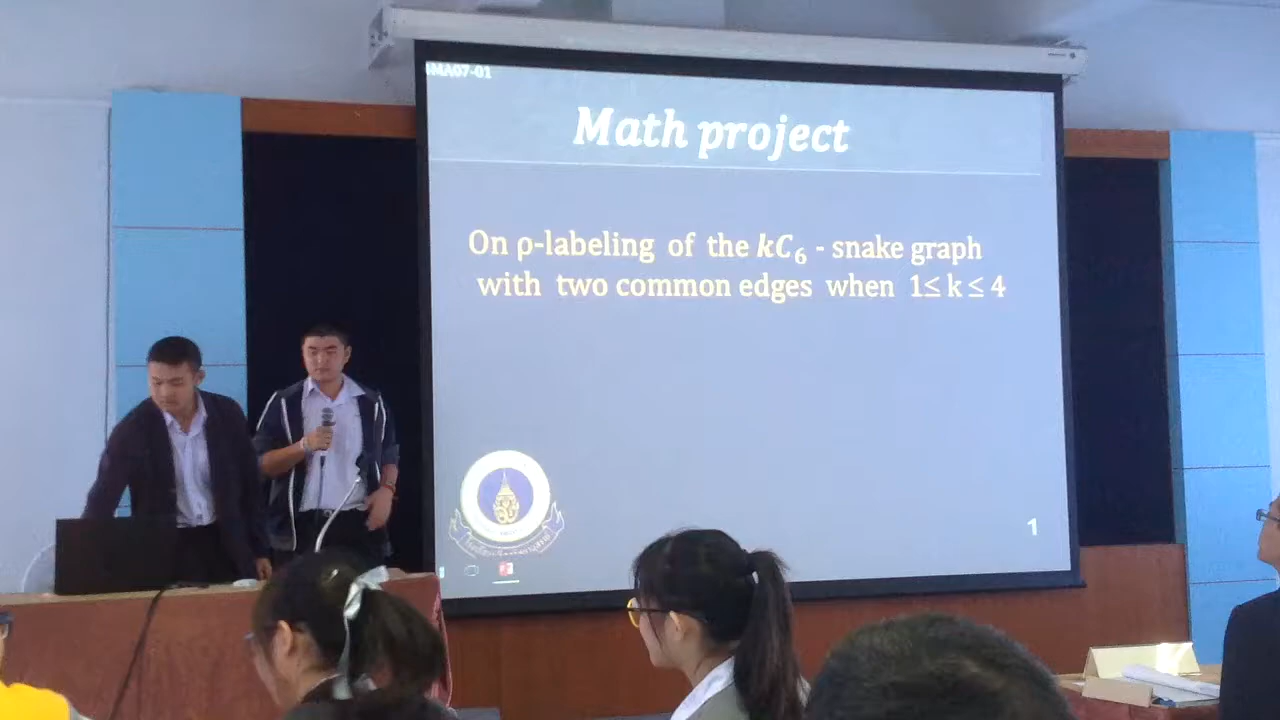 MA07-01
Math project
On ρ-labeling of the kC₆ - snake graph
with two common edges when 1≤ k ≤ 4
1